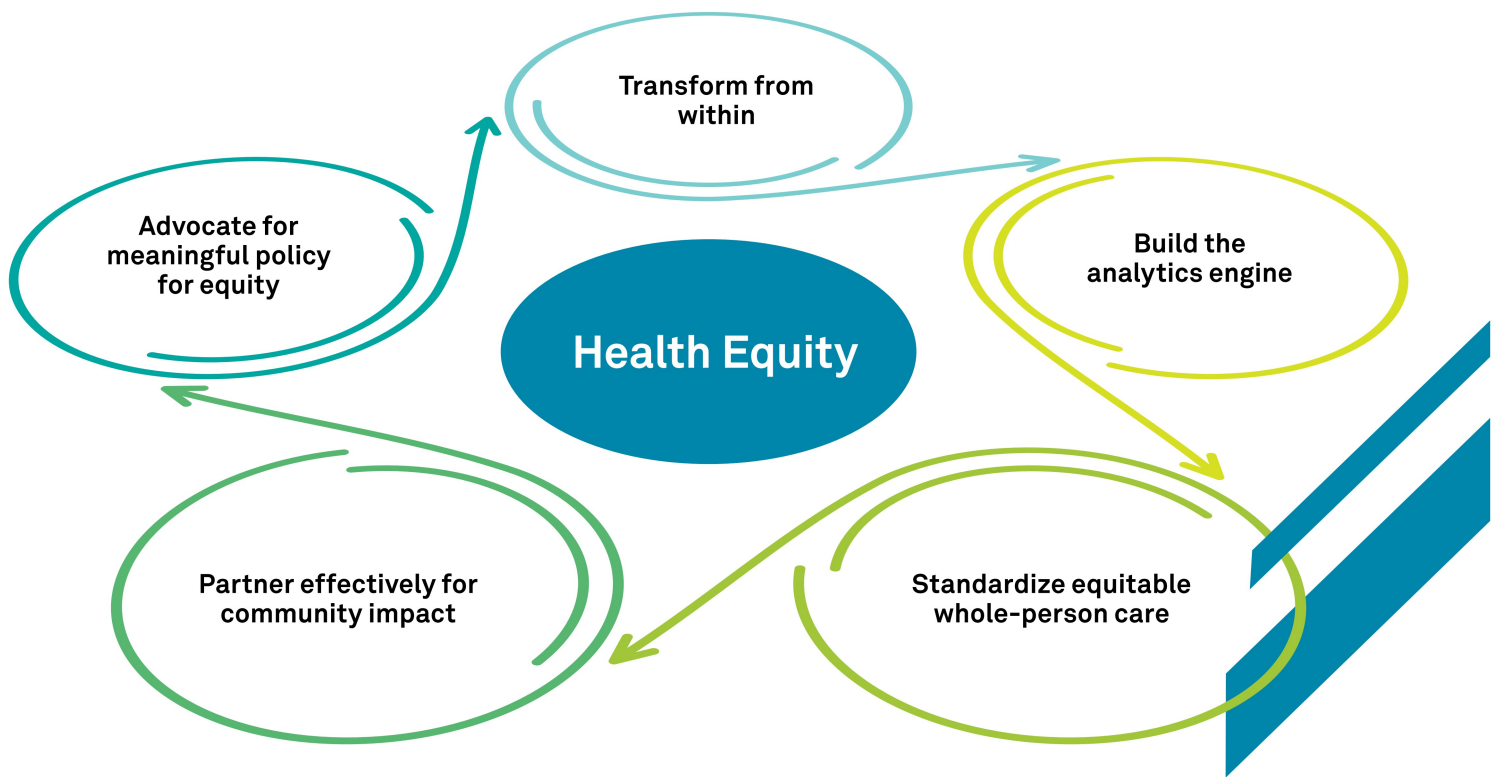 Transform from
within
Advocate for
meaningful policy
for equity
Build the
analytics engine
Health Equity
Partner effectively for
community impact
Standardize equitable
whole-person care